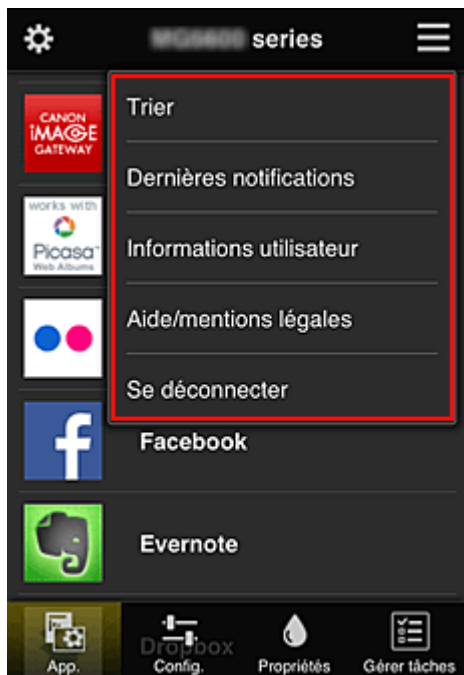 series
Trier
CANON
iMAGE
GATEWAY
Dernières notifications
works with
Picasa
Web Albums
Informations utilisateur
Aide/mentions légales
Se déconnecter
Facebook
Evernote
Dropbox
App.
Config.
Propriétés
Gérer tâches